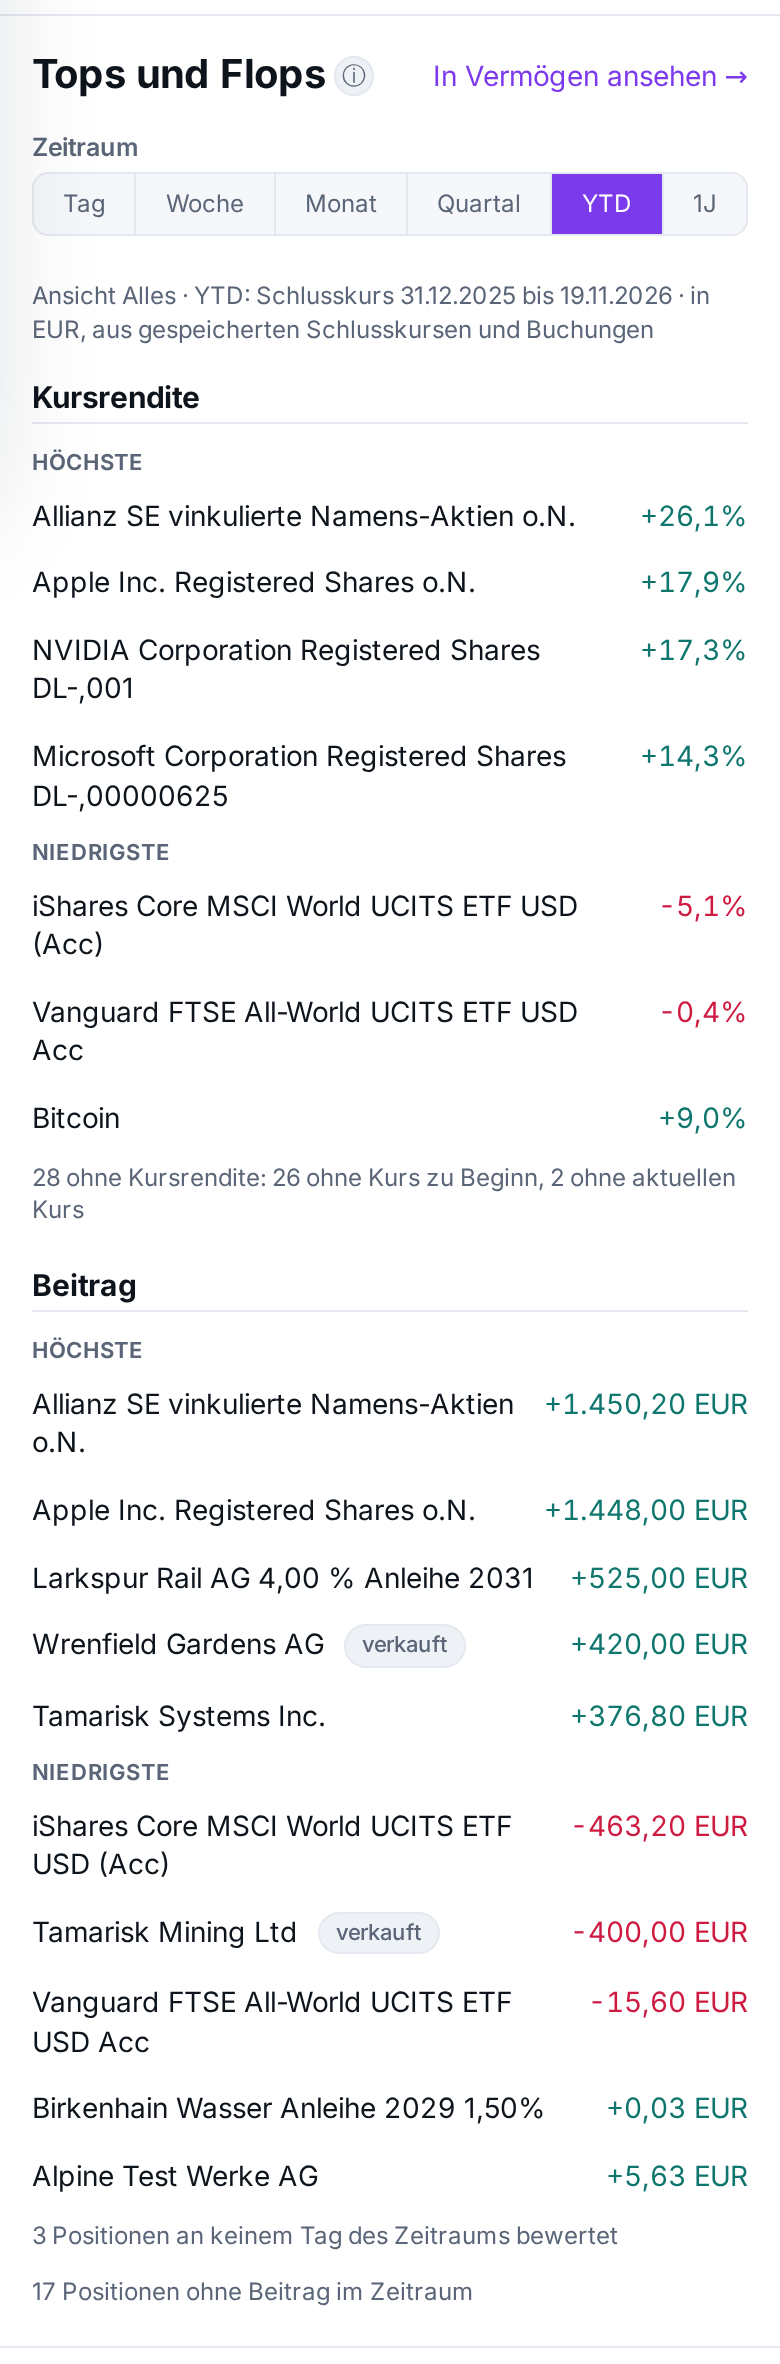 Tops und Flops ⓘ In Vermögen ansehen →
Zeitraum
Tag Woche Monat Quartal YTD 1J
Ansicht Alles · YTD: Schlusskurs 31.12.2025 bis 19.11.2026 · in
EUR, aus gespeicherten Schlusskursen und Buchungen
Kursrendite
HÖCHSTE
Allianz SE vinkulierte Namens-Aktien o.N. +26,1%
Apple Inc. Registered Shares o.N. +17,9%
NVIDIA Corporation Registered Shares +17,3%
DL-,001
Microsoft Corporation Registered Shares +14,3%
DL-,00000625
NIEDRIGSTE
iShares Core MSCI World UCITS ETF USD -5,1%
(Acc)
Vanguard FTSE All-World UCITS ETF USD -0,4%
Acc
Bitcoin +9,0%
28 ohne Kursrendite: 26 ohne Kurs zu Beginn, 2 ohne aktuellen
Kurs
Beitrag
HÖCHSTE
Allianz SE vinkulierte Namens-Aktien +1.450,20 EUR
o.N.
Apple Inc. Registered Shares o.N. +1.448,00 EUR
Larkspur Rail AG 4,00 % Anleihe 2031 +525,00 EUR
Wrenfield Gardens AG verkauft +420,00 EUR
Tamarisk Systems Inc. +376,80 EUR
NIEDRIGSTE
iShares Core MSCI World UCITS ETF -463,20 EUR
USD (Acc)
Tamarisk Mining Ltd verkauft -400,00 EUR
Vanguard FTSE All-World UCITS ETF -15,60 EUR
USD Acc
Birkenhain Wasser Anleihe 2029 1,50% +0,03 EUR
Alpine Test Werke AG +5,63 EUR
3 Positionen an keinem Tag des Zeitraums bewertet
17 Positionen ohne Beitrag im Zeitraum